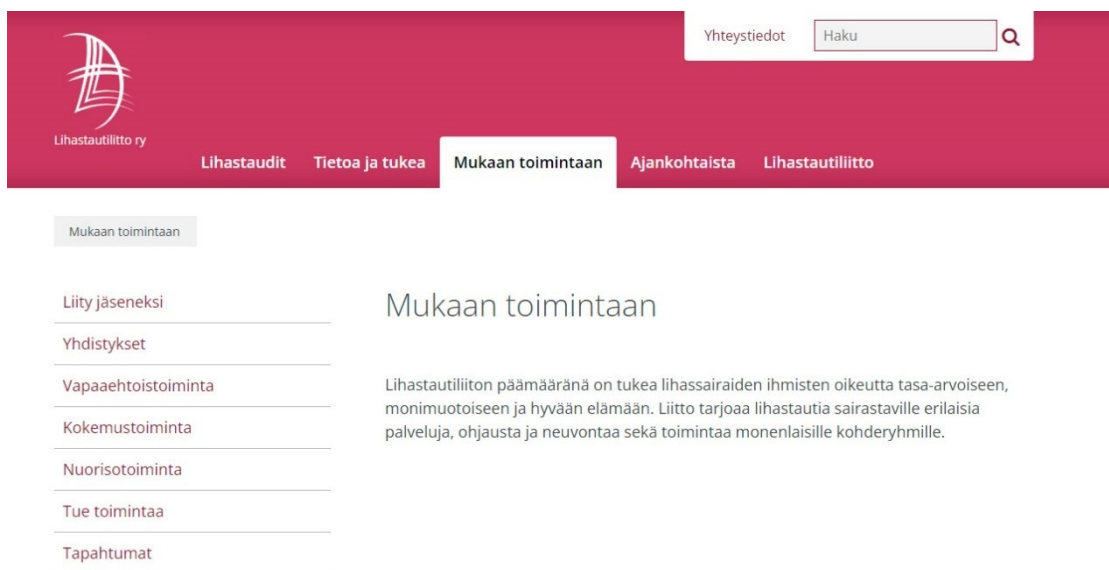 Yhteystiedot
Haku
Lihastautilitto ry
Lihastaudit Tietoa ja tukea Mukaan toimintaan Ajankohtaista Lihastautiliitto
Mukaan toimintaan
Liity jäseneksi
Yhdistykset
Vapaaehtoistoiminta
Kokemustoiminta
Nuorisotoiminta
Tue toimintaa
Tapahtumat
Mukaan toimintaan
Lihastautiliiton päämääränä on tukea lihassairaiden ihmisten oikeutta tasa-arvoiseen,
monimuotoiseen ja hyvään elämään. Liitto tarjoaa lihastautia sairastaville erilaisia
palveluja, ohjausta ja neuvontaa sekä toimintaa monenlaisille kohderyhmille.